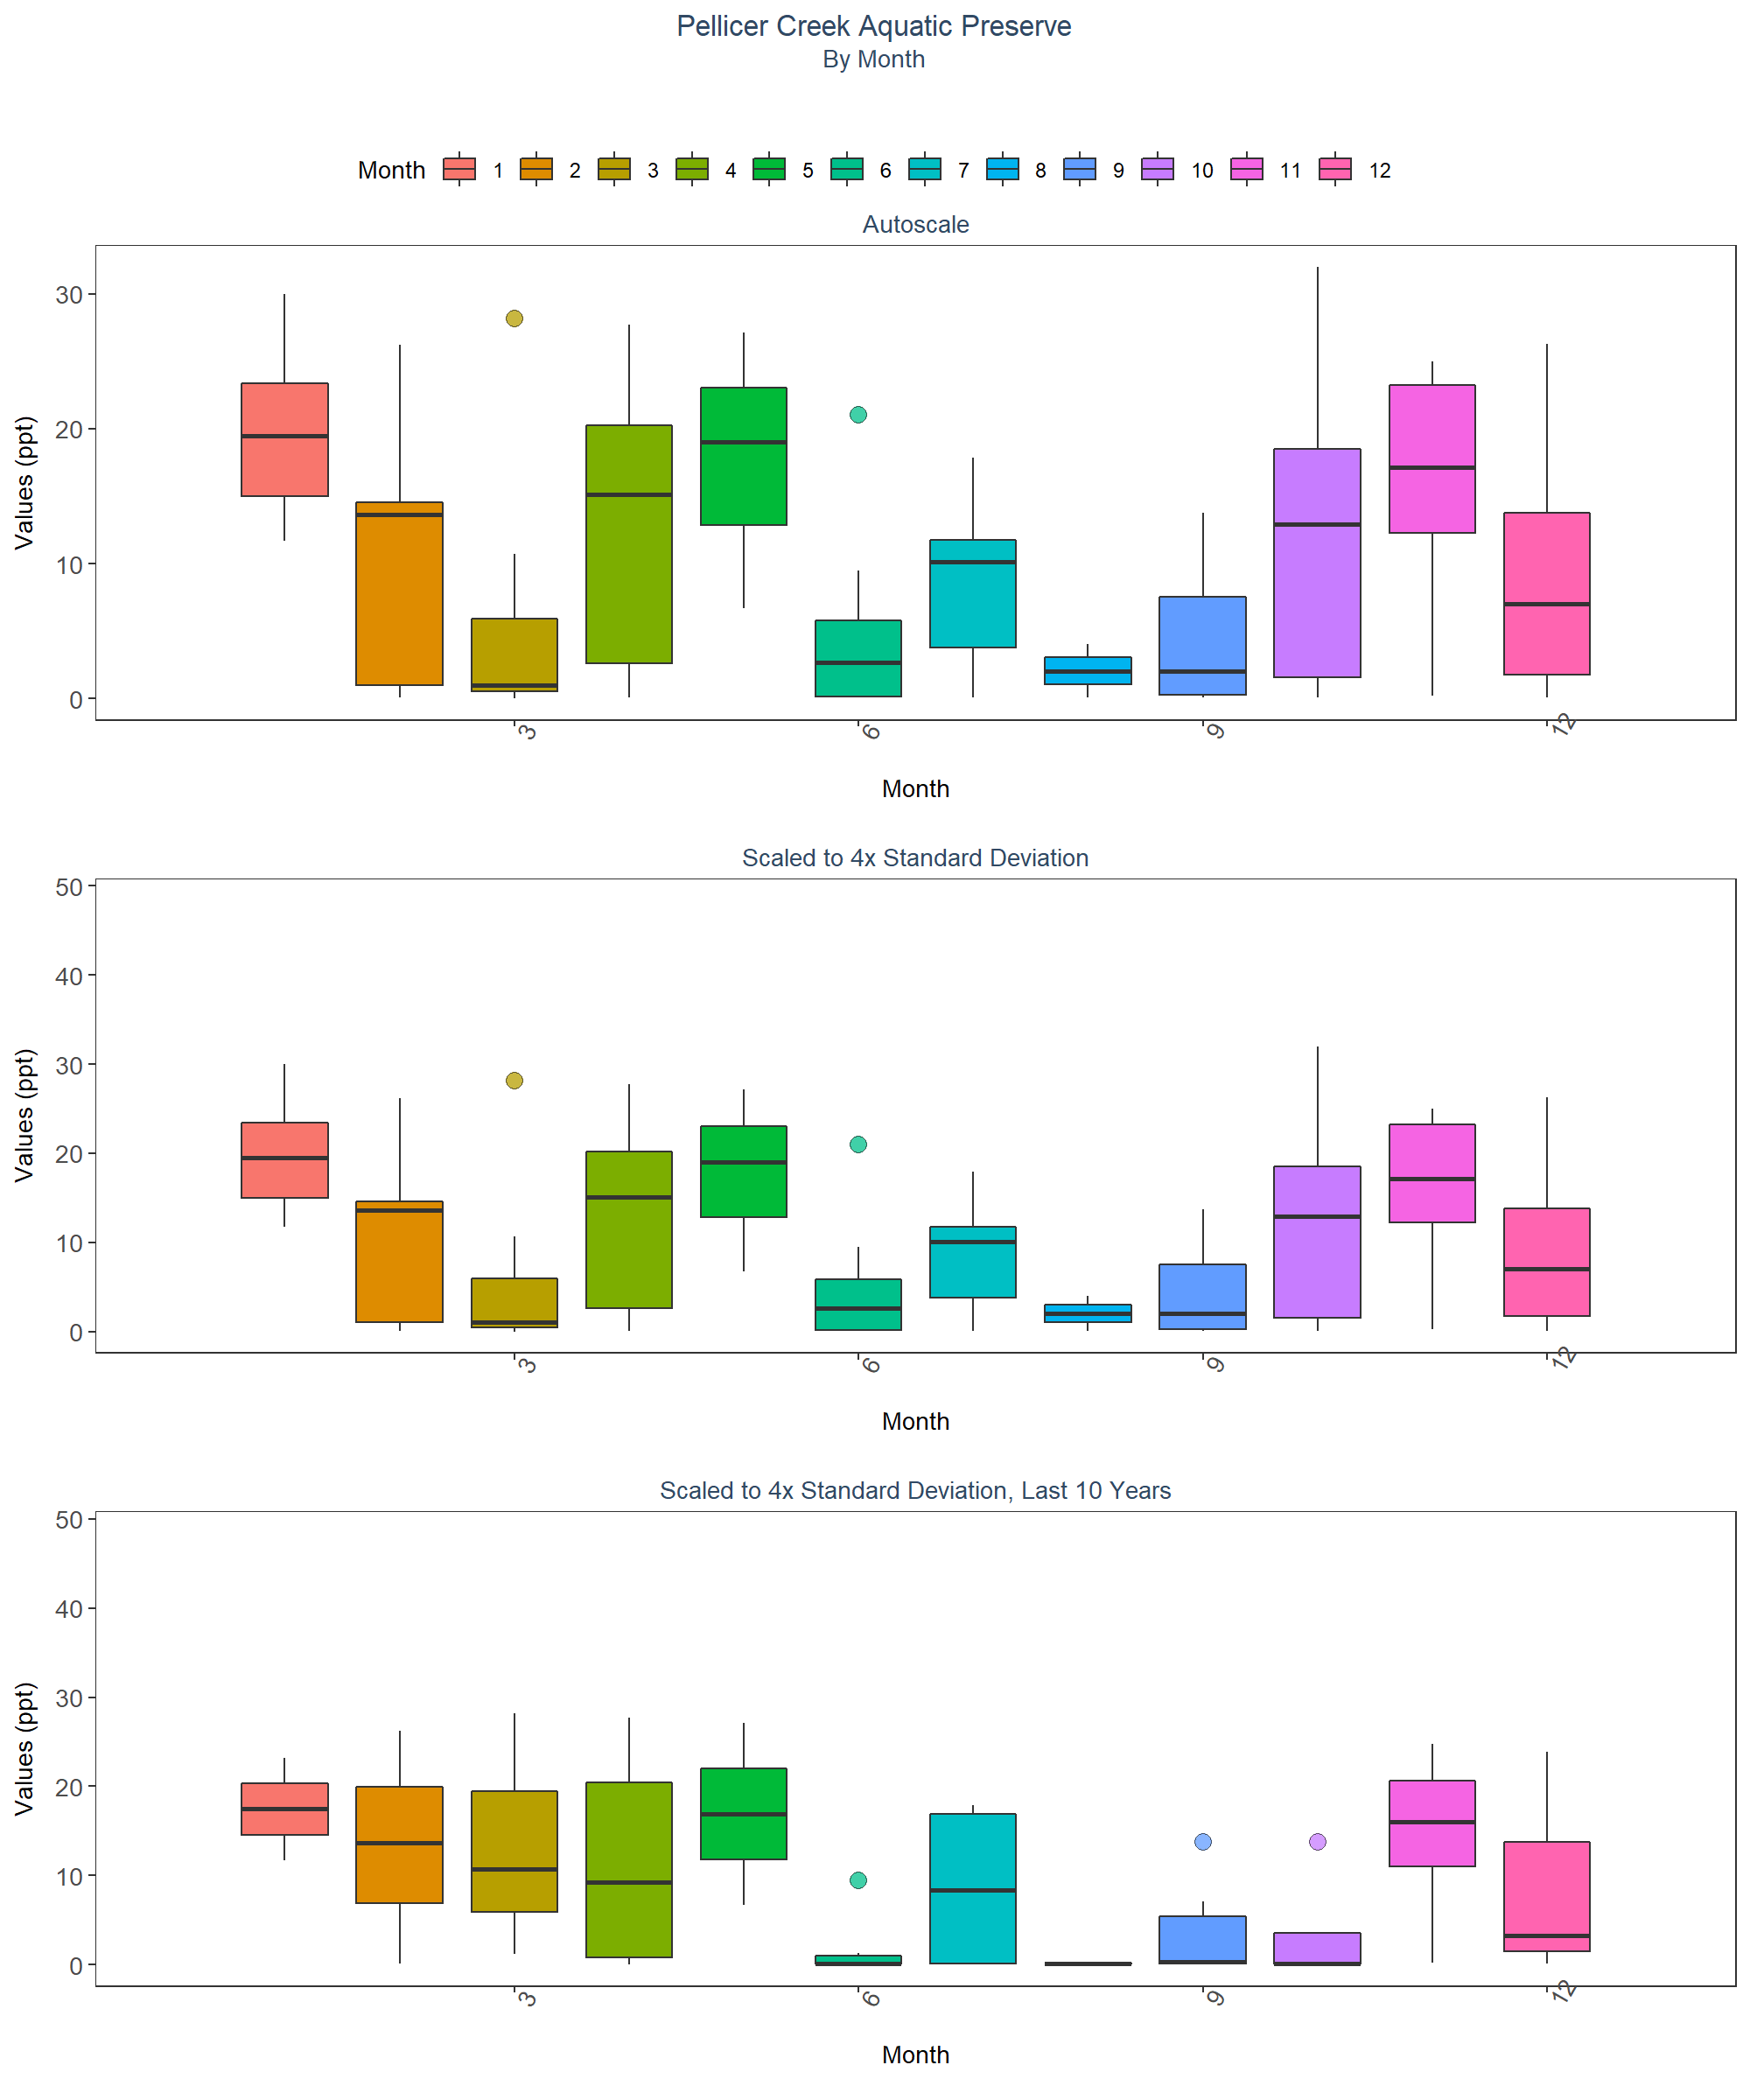 Pellicer Creek Aquatic Preserve
By Month
Month 1 2 3 4 5 6 7 8 9 10 11 12
Autoscale
Values (ppt)
30
20
10
0
3 6 9 12
Month
Scaled to 4x Standard Deviation
Values (ppt)
50
40
30
20
10
0
3 6 9 12
Month
Scaled to 4x Standard Deviation, Last 10 Years
Values (ppt)
50
40
30
20
10
0
3 6 9 12
Month